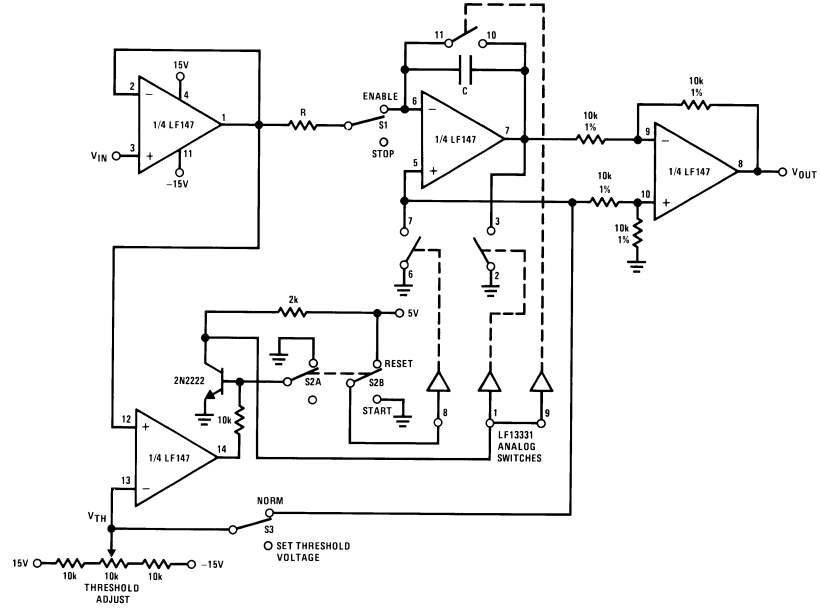 11
10
C
15V
2
4
1
1/4 LF147
VIN
3
11
-15V
R
ENABLE
S1
STOP
6
7
1/4 LF147
5
10k
1%
10k
1%
9
8
1/4 LF147
VOUT
10k
1%
10
10k
1%
7
6
3
2
2k
5V
2N2222
S2A
S2B
RESET
START
10k
8
1
9
LF13331
ANALOG
SWITCHES
12
14
1/4 LF147
13
VTH
NORM
S3
SET THRESHOLD
VOLTAGE
15V
10k
10k
10k
-15V
THRESHOLD
ADJUST